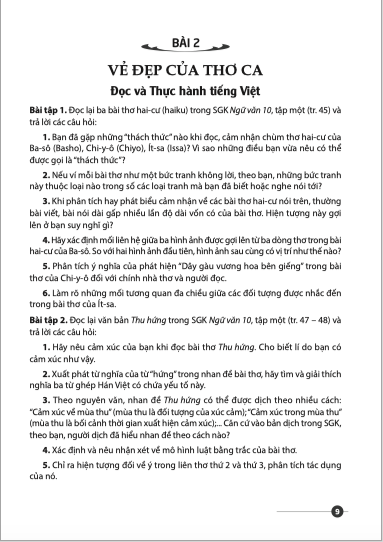 BÀI 2
VẺ ĐẸP CỦA THƠ CA
Đọc và Thực hành tiếng Việt
Bài tập 1. Đọc lại ba bài thơ hai-cư (haiku) trong SGK Ngữ văn 10, tập một (tr. 45) và
trả lời các câu hỏi:
1. Bạn đã gặp những “thách thức” nào khi đọc, cảm nhận chùm thơ hai-cư của
Ba-sô (Basho), Chi-y-ô (Chiyo), Ít-sa (Issa)? Vì sao những điều bạn vừa nêu có thể
được gọi là “thách thức”?
2. Nếu ví mỗi bài thơ như một bức tranh không lời, theo bạn, những bức tranh
này thuộc loại nào trong số các loại tranh mà bạn đã biết hoặc nghe nói tới?
3. Khi phân tích hay phát biểu cảm nhận về các bài thơ hai-cư nói trên, thường
bài viết, bài nói dài gấp nhiều lần độ dài vốn có của bài thơ. Hiện tượng này gợi
lên ở bạn suy nghĩ gì?
4. Hãy xác định mối liên hệ giữa ba hình ảnh được gợi lên từ ba dòng thơ trong bài
hai-cư của Ba-sô. So với hai hình ảnh đầu tiên, hình ảnh sau cùng có vị trí như thế nào?
5. Phân tích ý nghĩa của phát hiện “Dây gàu vương hoa bên giếng” trong bài
thơ của Chi-y-ô đối với chính nhà thơ và người đọc.
6. Làm rõ những mối tương quan đa chiều giữa các đối tượng được nhắc đến
trong bài thơ của Ít-sa.
Bài tập 2. Đọc lại văn bản Thu hứng trong SGK Ngữ văn 10, tập một (tr. 47 – 48) và
trả lời các câu hỏi:
1. Hãy nêu cảm xúc của bạn khi đọc bài thơ Thu hứng. Cho biết lí do bạn có
cảm xúc như vậy.
2. Xuất phát từ nghĩa của từ “hứng” trong nhan đề bài thơ, hãy tìm và giải thích
nghĩa ba từ ghép Hán Việt có chứa yếu tố này.
3. Theo nguyên văn, nhan đề Thu hứng có thể được dịch theo nhiều cách:
“Cảm xúc về mùa thu” (mùa thu là đối tượng của xúc cảm); “Cảm xúc trong mùa thu”
(mùa thu là bối cảnh thời gian xuất hiện cảm xúc);... Căn cứ vào bản dịch trong SGK,
theo bạn, người dịch đã hiểu nhan đề theo cách nào?
4. Xác định và nêu nhận xét về mô hình luật bằng trắc của bài thơ.
5. Chỉ ra hiện tượng đối về ý trong liên thơ thứ 2 và thứ 3, phân tích tác dụng
của nó.
9